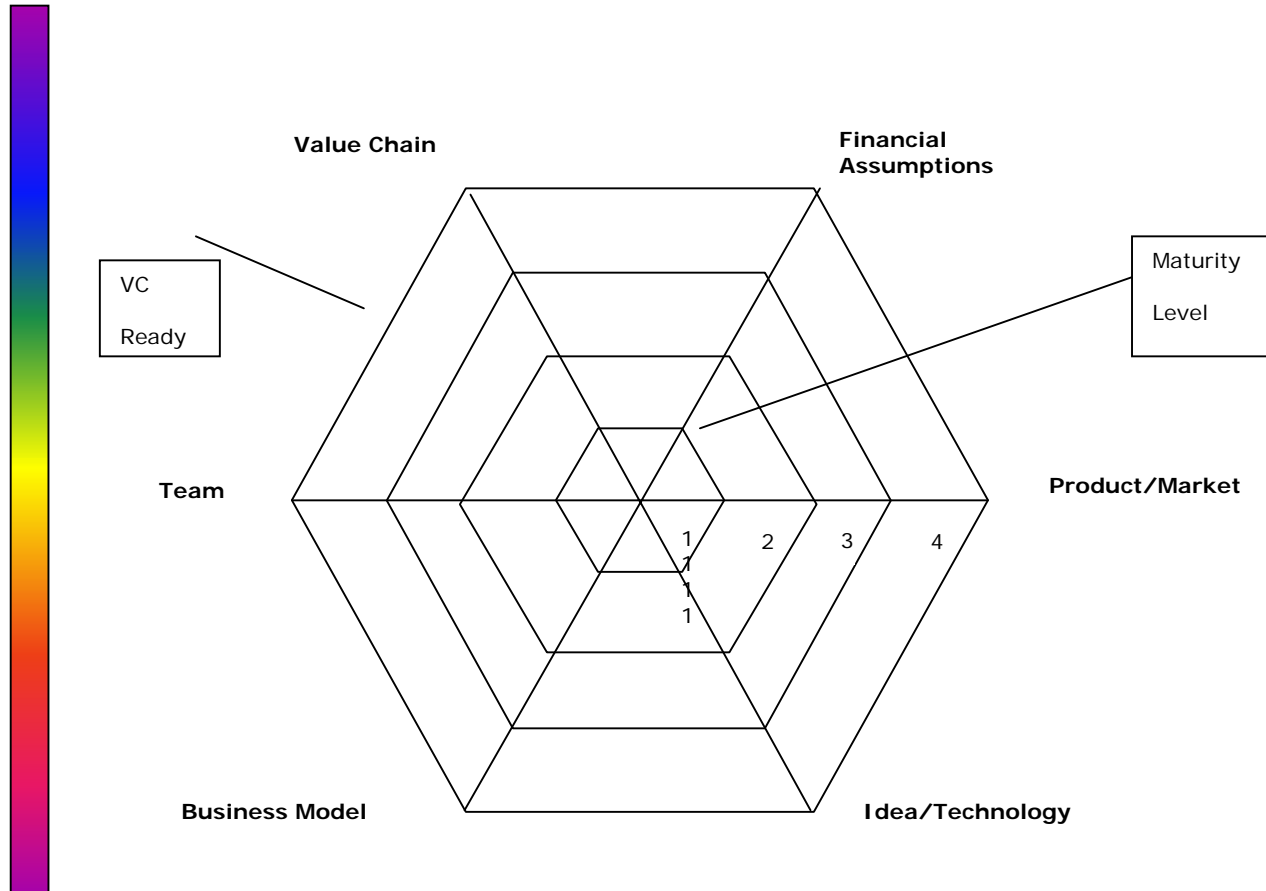 Value Chain
Financial
Assumptions
VC
Ready
Maturity
Level
Team
Product/Market
1
2
3
4
1
1
1
Business Model
Idea/Technology